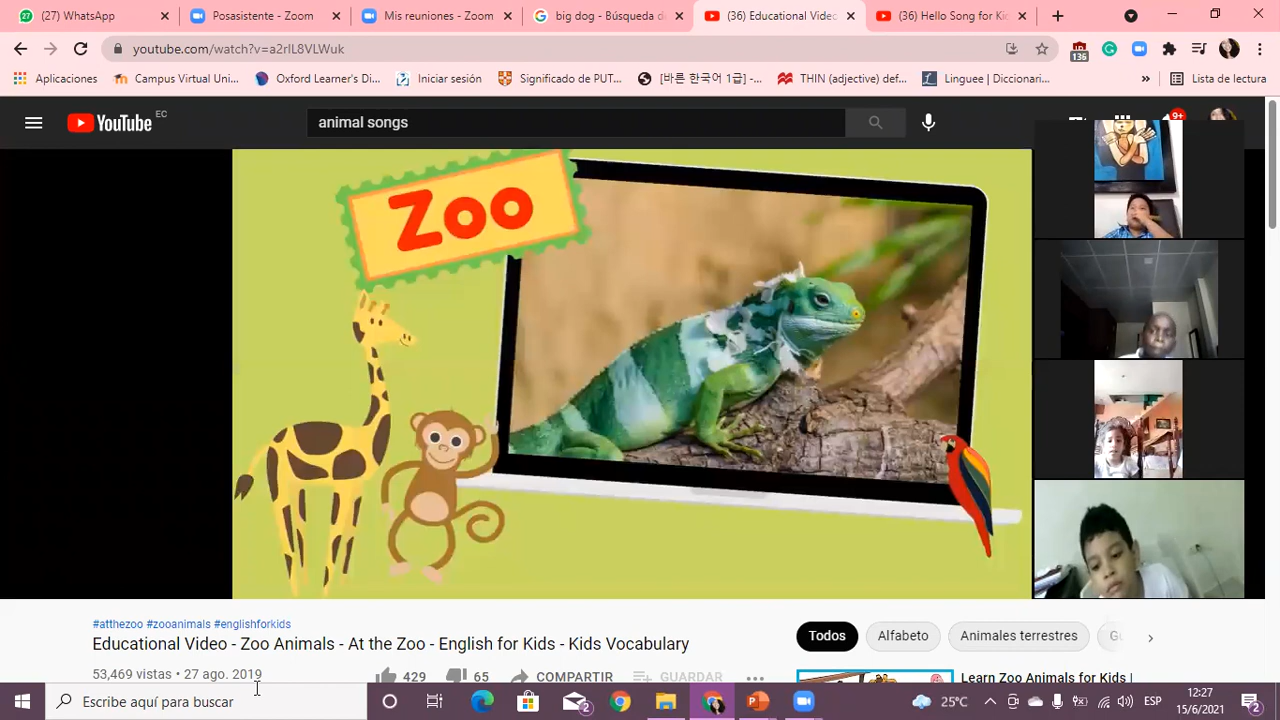 (27) WhatsApp
Posasistente - Zoom
Mis reuniones - Zoom
big dog - Búsqueda d
(36) Educational Vide
(36) Hello Song for Ki
youtube.com/watch?v=a2rIL8VLWuk
136
Aplicaciones
Campus Virtual Uni...
Oxford Learner's Di...
Iniciar sesión
Significado de PUT...
[바른 한국어1급] -...
THIN (adjective) def...
Linguee | Diccionari...
»
Lista de lectura
YouTube EC
animal songs
9+
Zoo
#atthezoo #zooanimals #englishforkids
Educational Video - Zoo Animals - At the Zoo - English for Kids - Kids Vocabulary
53,469 vistas • 27 ago. 2019
429
65
COMPARTIR
GUARDAR
Todos
Alfabeto
Animales terrestres
Learn Zoo Animals for Kids |
Escribe aquí para buscar
2
25°C
ESP
12:27
15/6/2021